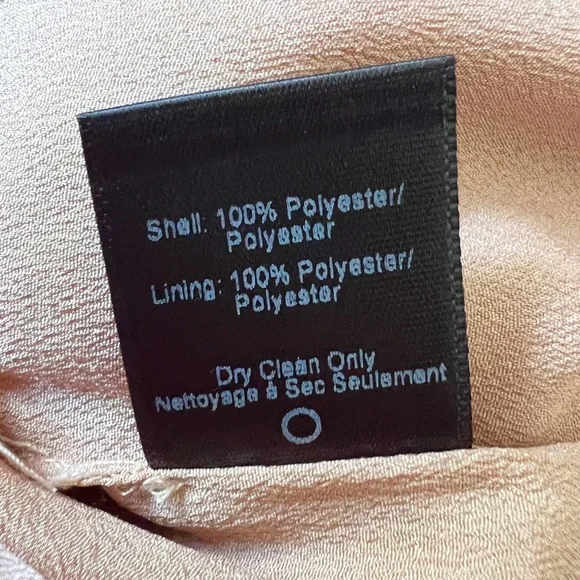 Shell: 100% Polyester/
Polyester
Lining: 100% Polyester/
Polyester
Dry Clean Only
Nettoyage à Sec Seulement